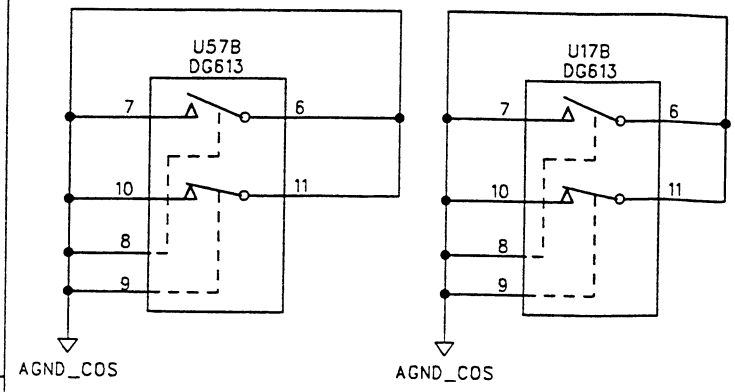 U57B
DG613
7
6
10
11
8
9
AGND_COS
U17B
DG613
7
6
10
11
8
9
AGND_COS